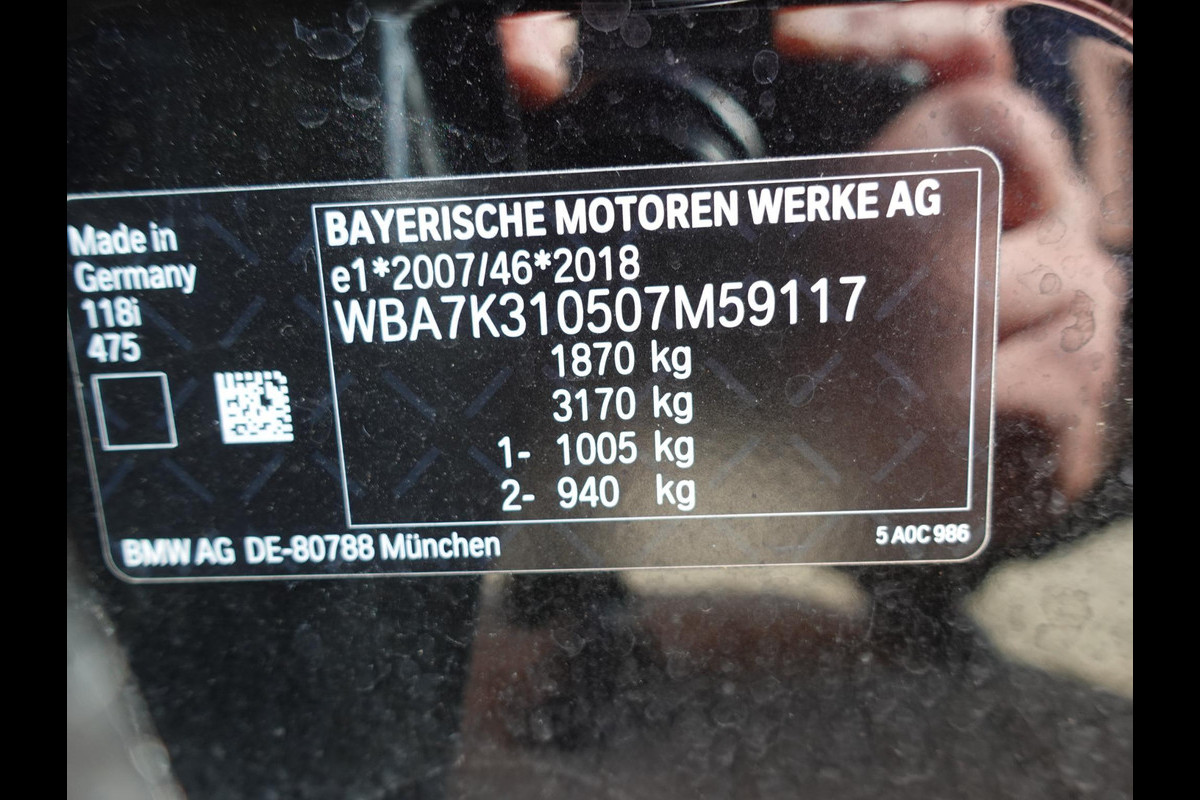 Made in
Germany
118i
475
BAYERISCHE MOTOREN WERKE AG
e1*2007/46*2018
WBA7K310507M59117
1870 kg
3170 kg
1- 1005 kg
2- 940 kg
BMW AG DE-80788 München
5 A0C 986